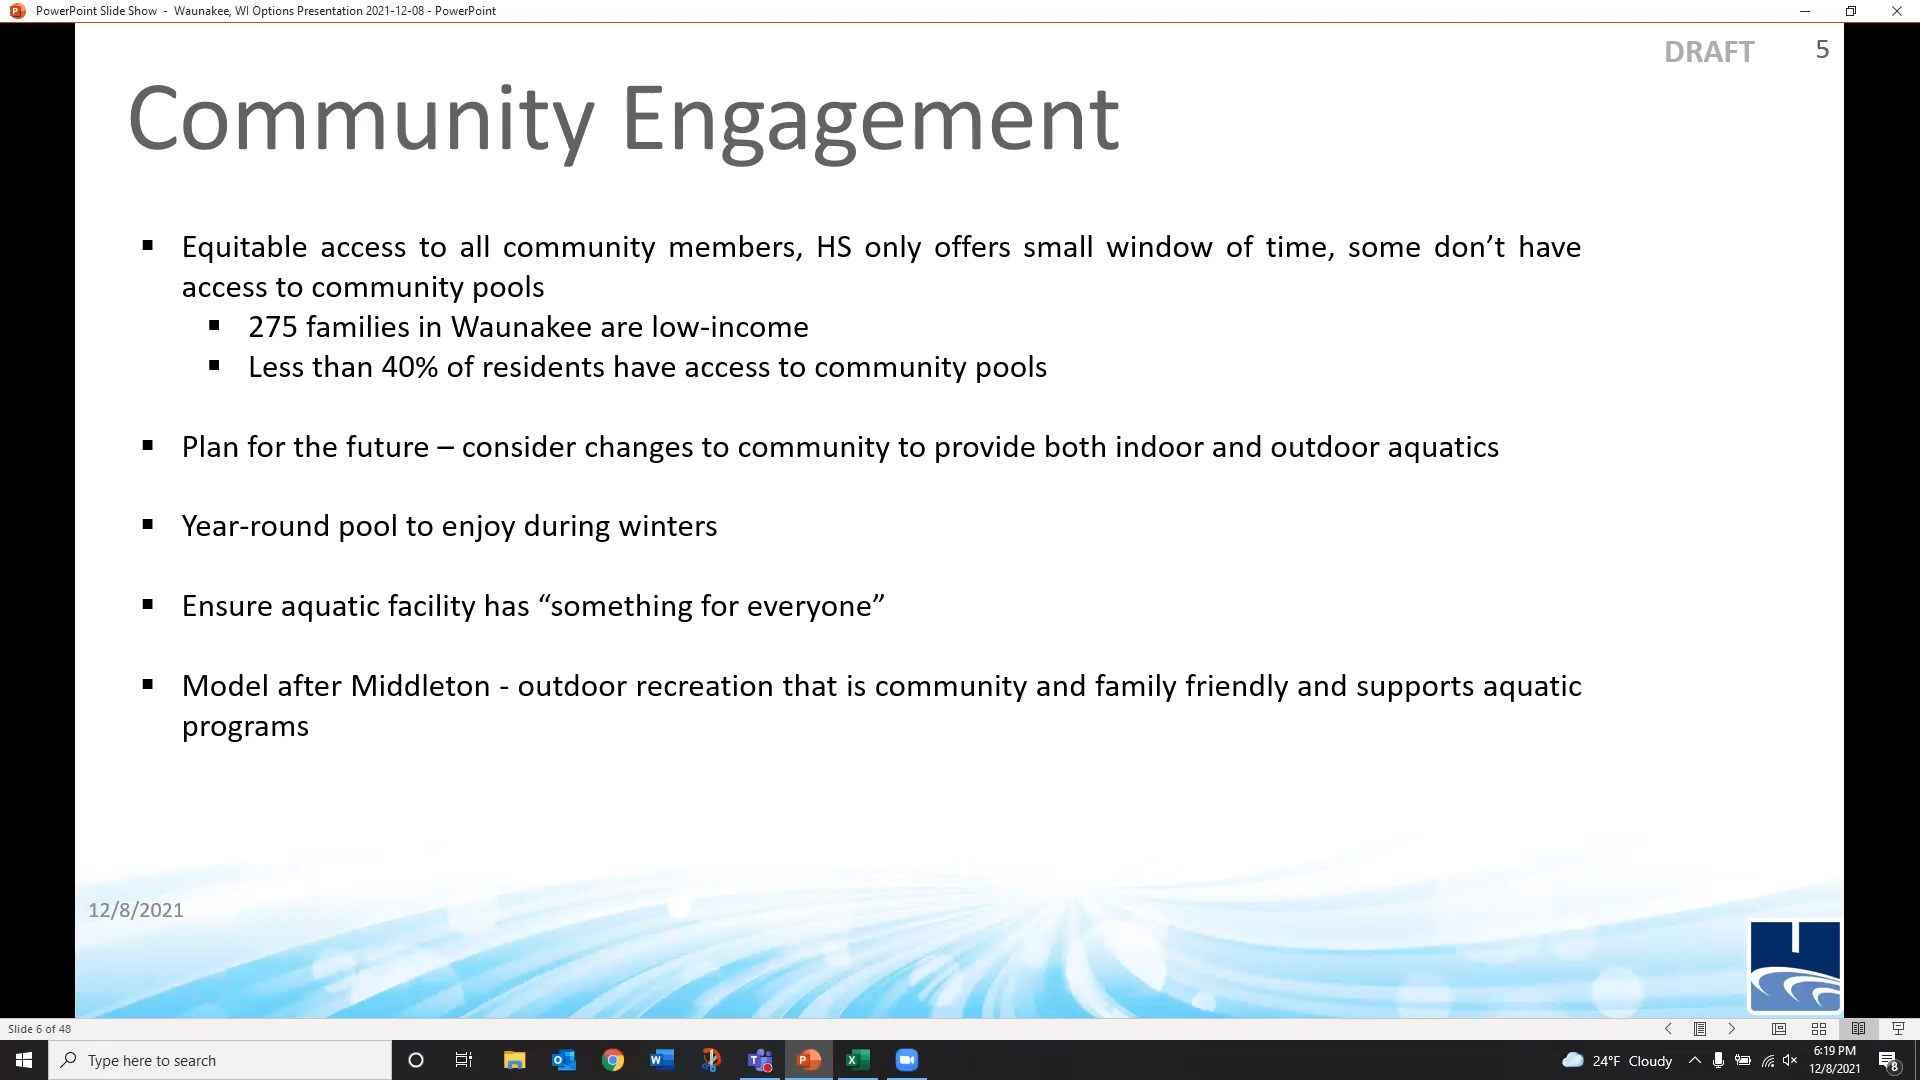 PowerPoint Slide Show - Waunakee, WI Options Presentation 2021-12-08 - PowerPoint
DRAFT 5
Community Engagement
▪ Equitable access to all community members, HS only offers small window of time, some don’t have
access to community pools
▪ 275 families in Waunakee are low-income
▪ Less than 40% of residents have access to community pools
▪ Plan for the future – consider changes to community to provide both indoor and outdoor aquatics
▪ Year-round pool to enjoy during winters
▪ Ensure aquatic facility has “something for everyone”
▪ Model after Middleton - outdoor recreation that is community and family friendly and supports aquatic
programs
12/8/2021
Slide 6 of 48
Type here to search
24°F Cloudy
6:19 PM
12/8/2021
8